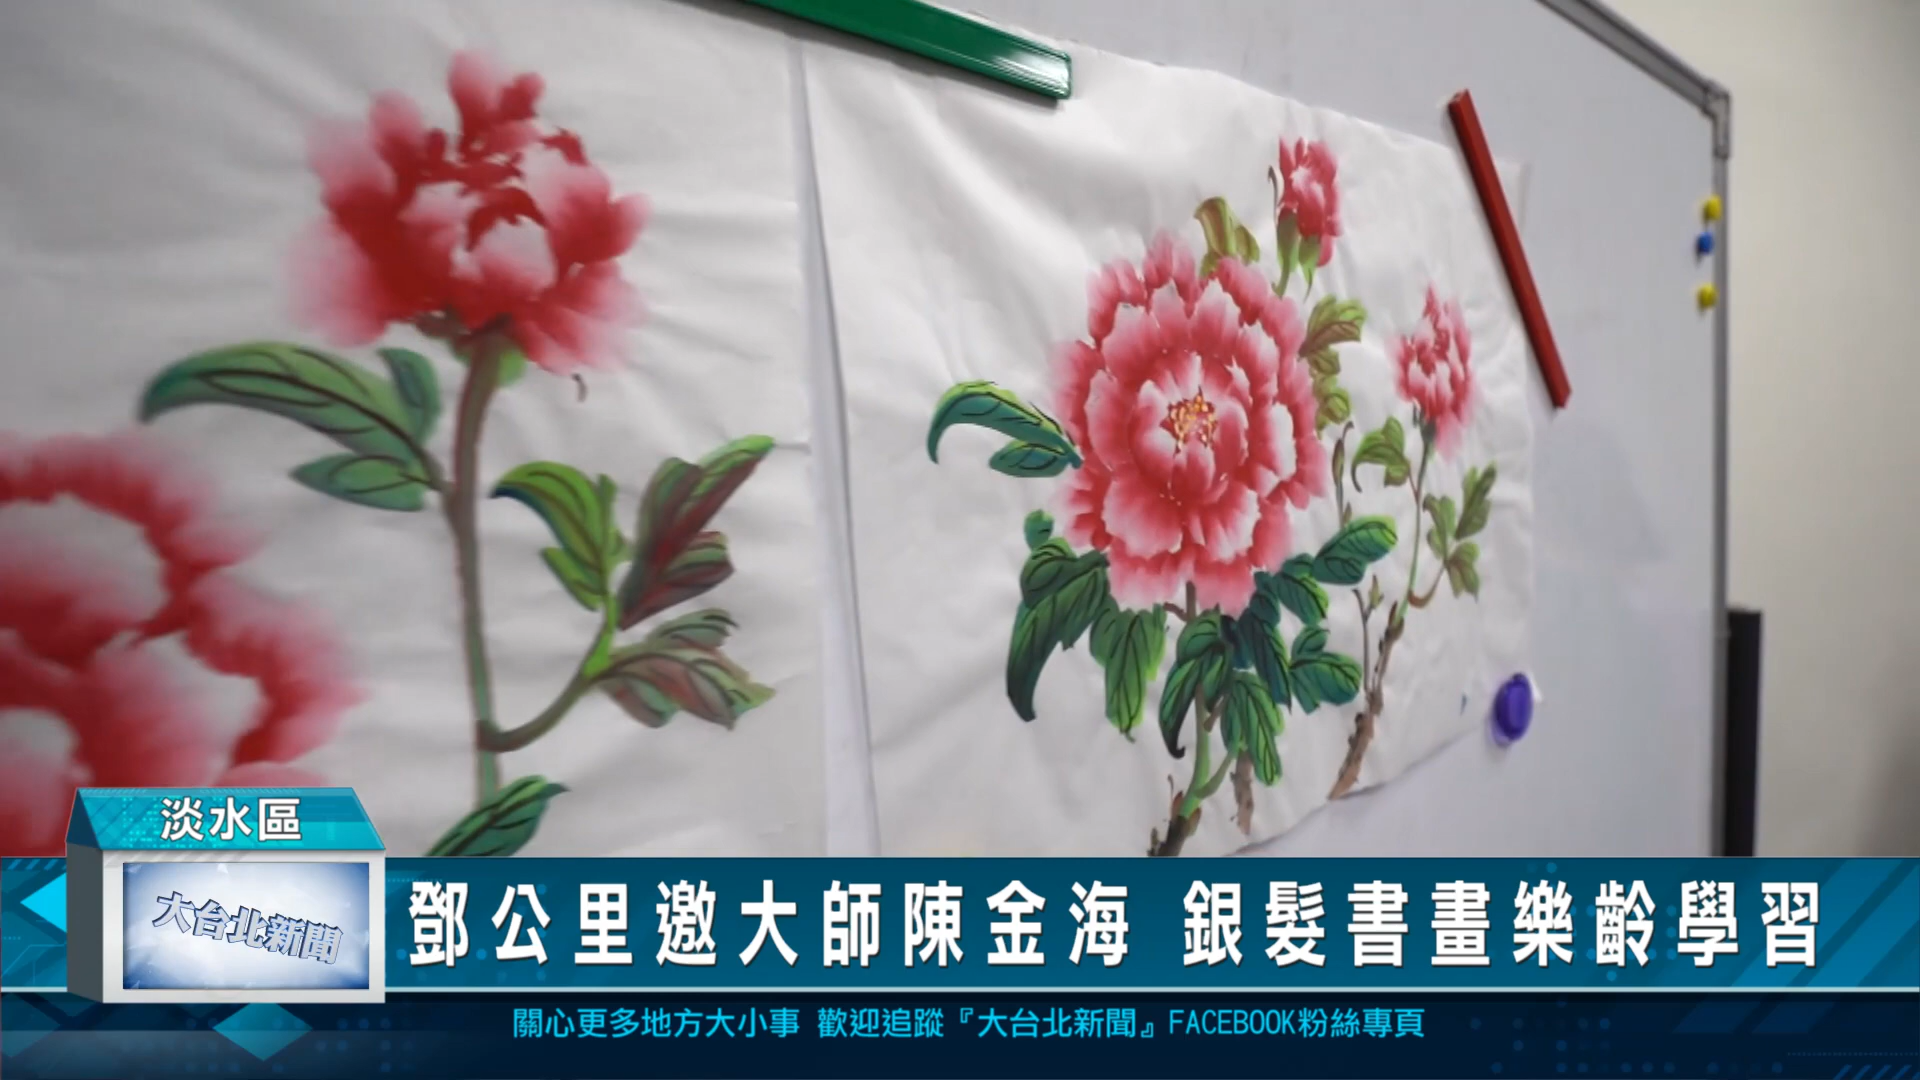 淡水區
大台北新聞
鄧公里邀大師陳金海 銀髮書畫樂齡學習
關心更多地方大小事 歡迎追蹤『大台北新聞』FACEBOOK粉絲專頁